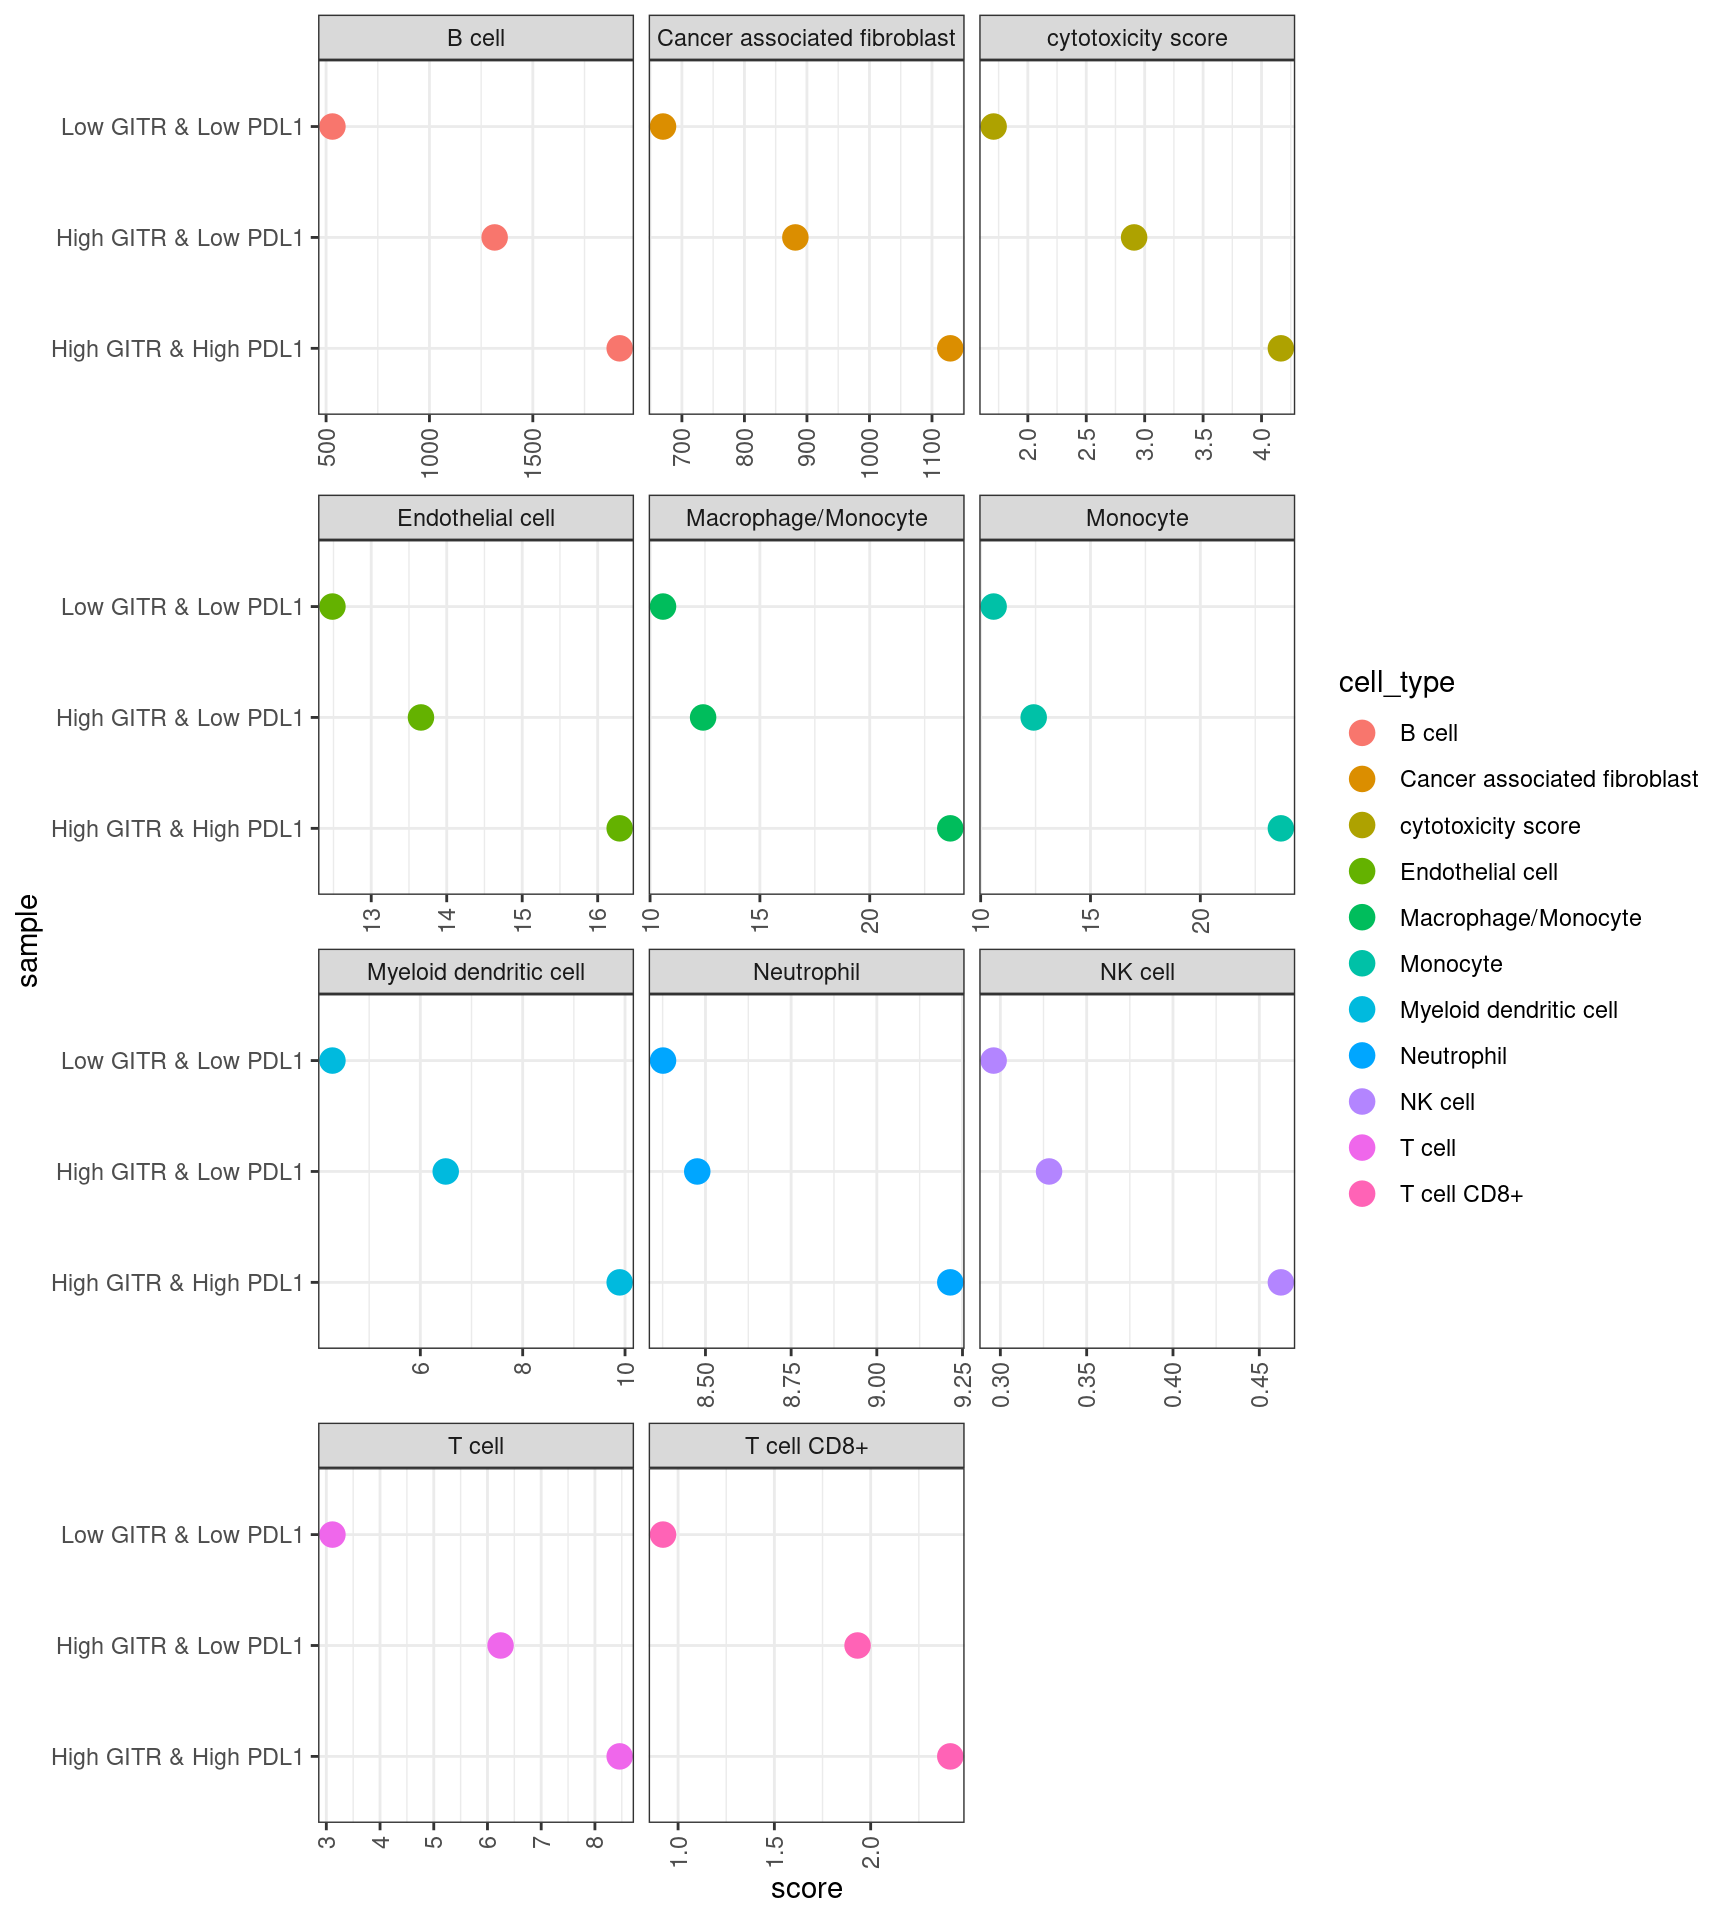 B cell
Cancer associated fibroblast
cytotoxicity score
Low GITR & Low PDL1
High GITR & Low PDL1
High GITR & High PDL1
500 1000 1500
700 800 900 1000 1100
2.0 2.5 3.0 3.5 4.0
Endothelial cell
Macrophage/Monocyte
Monocyte
Low GITR & Low PDL1
High GITR & Low PDL1
High GITR & High PDL1
13 14 15 16
10 15 20
10 15 20
Myeloid dendritic cell
Neutrophil
NK cell
Low GITR & Low PDL1
High GITR & Low PDL1
High GITR & High PDL1
6 8 10
8.50 8.75 9.00 9.25
0.30 0.35 0.40 0.45
T cell
T cell CD8+
Low GITR & Low PDL1
High GITR & Low PDL1
High GITR & High PDL1
3 4 5 6 7 8
1.0 1.5 2.0
score
sample
cell_type
B cell
Cancer associated fibroblast
cytotoxicity score
Endothelial cell
Macrophage/Monocyte
Monocyte
Myeloid dendritic cell
Neutrophil
NK cell
T cell
T cell CD8+